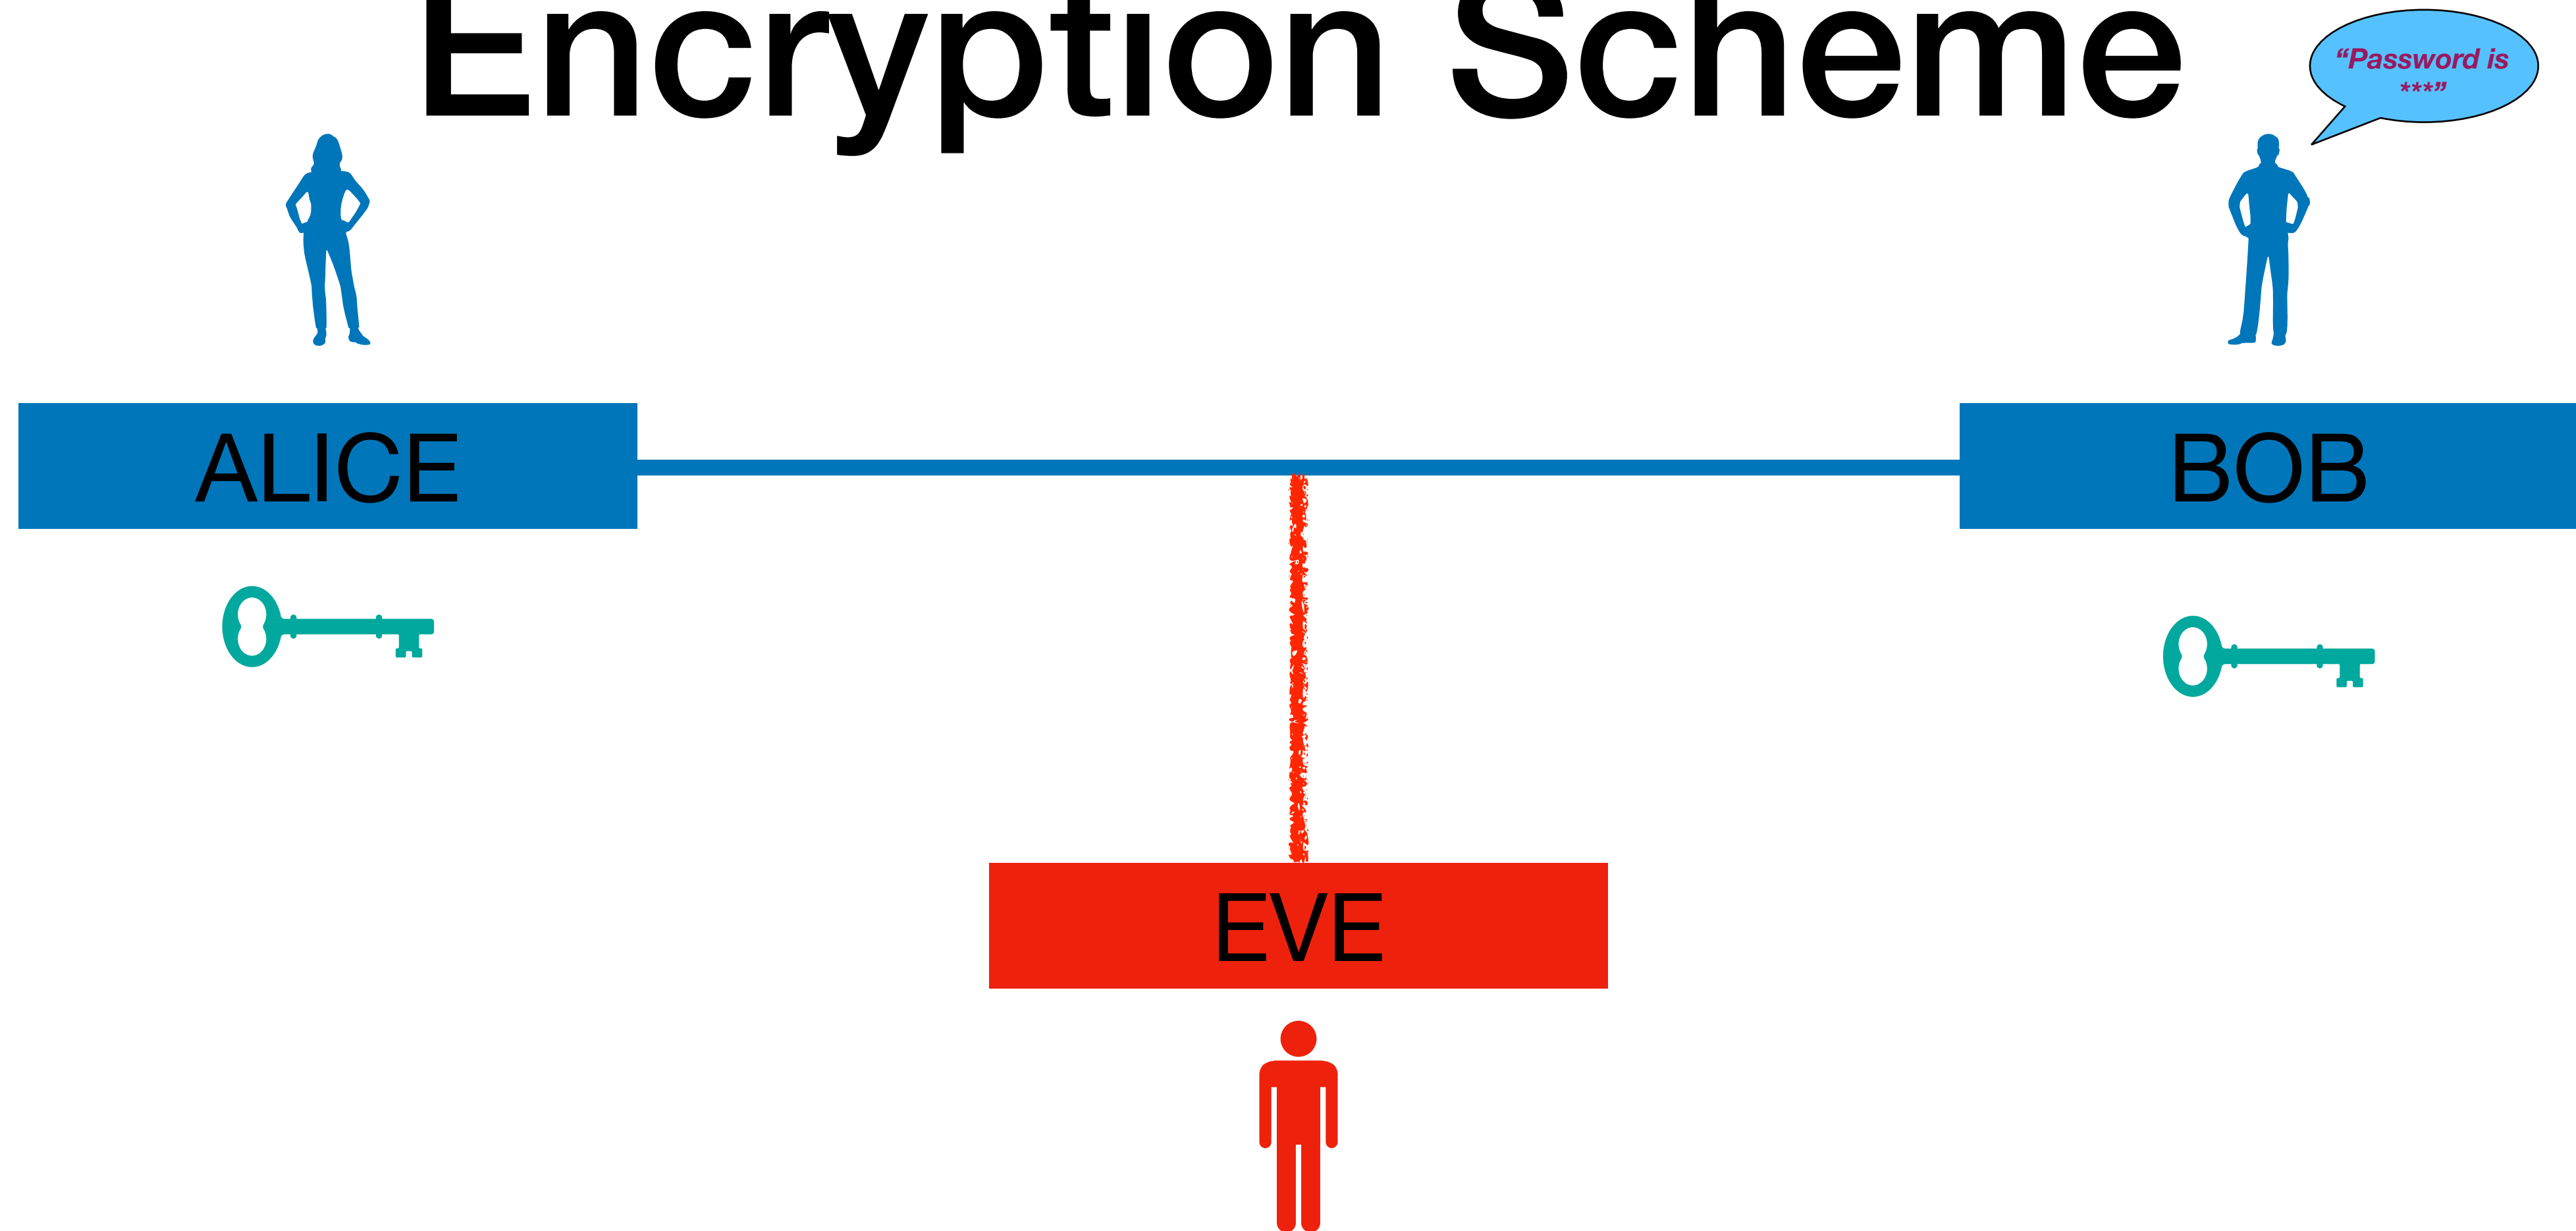 Encryption Scheme
“Password is
***”
ALICE
BOB
EVE